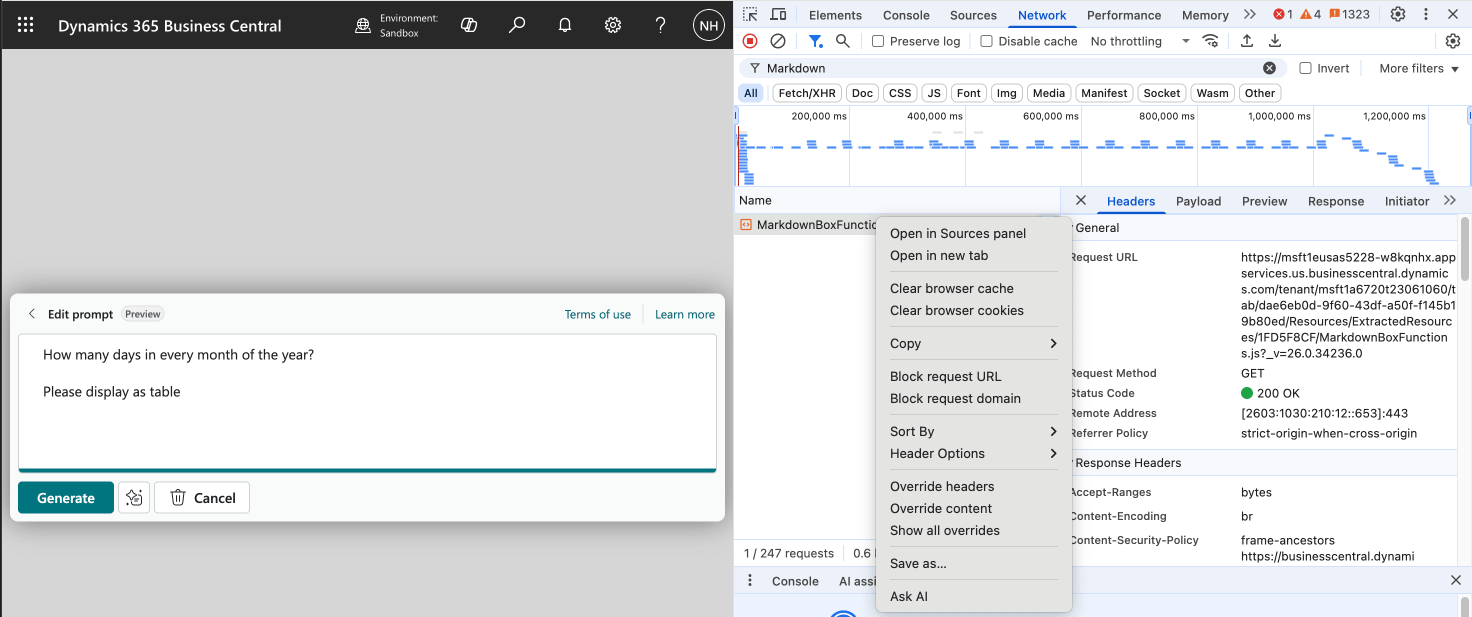 Dynamics 365 Business Central
Environment:
Sandbox
NH
Edit prompt
Preview
Terms of use
Learn more
How many days in every month of the year?
Please display as table
Generate
Cancel
Elements
Console
Sources
Network
Performance
Memory
1
4
1323
Preserve log
Disable cache
No throttling
Markdown
Invert
More filters
All
Fetch/XHR
Doc
CSS
JS
Font
Img
Media
Manifest
Socket
Wasm
Other
200,000 ms
400,000 ms
600,000 ms
800,000 ms
1,000,000 ms
1,200,000 ms
Name
MarkdownBoxFunctio
1 / 247 requests
0.6
Open in Sources panel
Open in new tab
Clear browser cache
Clear browser cookies
Copy
Block request URL
Block request domain
Sort By
Header Options
Override headers
Override content
Show all overrides
Save as...
Ask AI
Headers
Payload
Preview
Response
Initiator
General
Request URL
https://msft1eusas5228-w8kqnhx.app
services.us.businesscentral.dynamic
s.com/tenant/msft1a6720t23061060/t
ab/dae6eb0d-9f60-43df-a50f-f145b1
9b80ed/Resources/ExtractedResourc
es/1FD5F8CF/MarkdownBoxFunction
s.js?_v=26.0.34236.0
Request Method
GET
Status Code
200 OK
Remote Address
[2603:1030:210:12::653]:443
Referrer Policy
strict-origin-when-cross-origin
Response Headers
Accept-Ranges
bytes
Content-Encoding
br
Content-Security-Policy
frame-ancestors
https://businesscentral.dynami
Console
AI assi